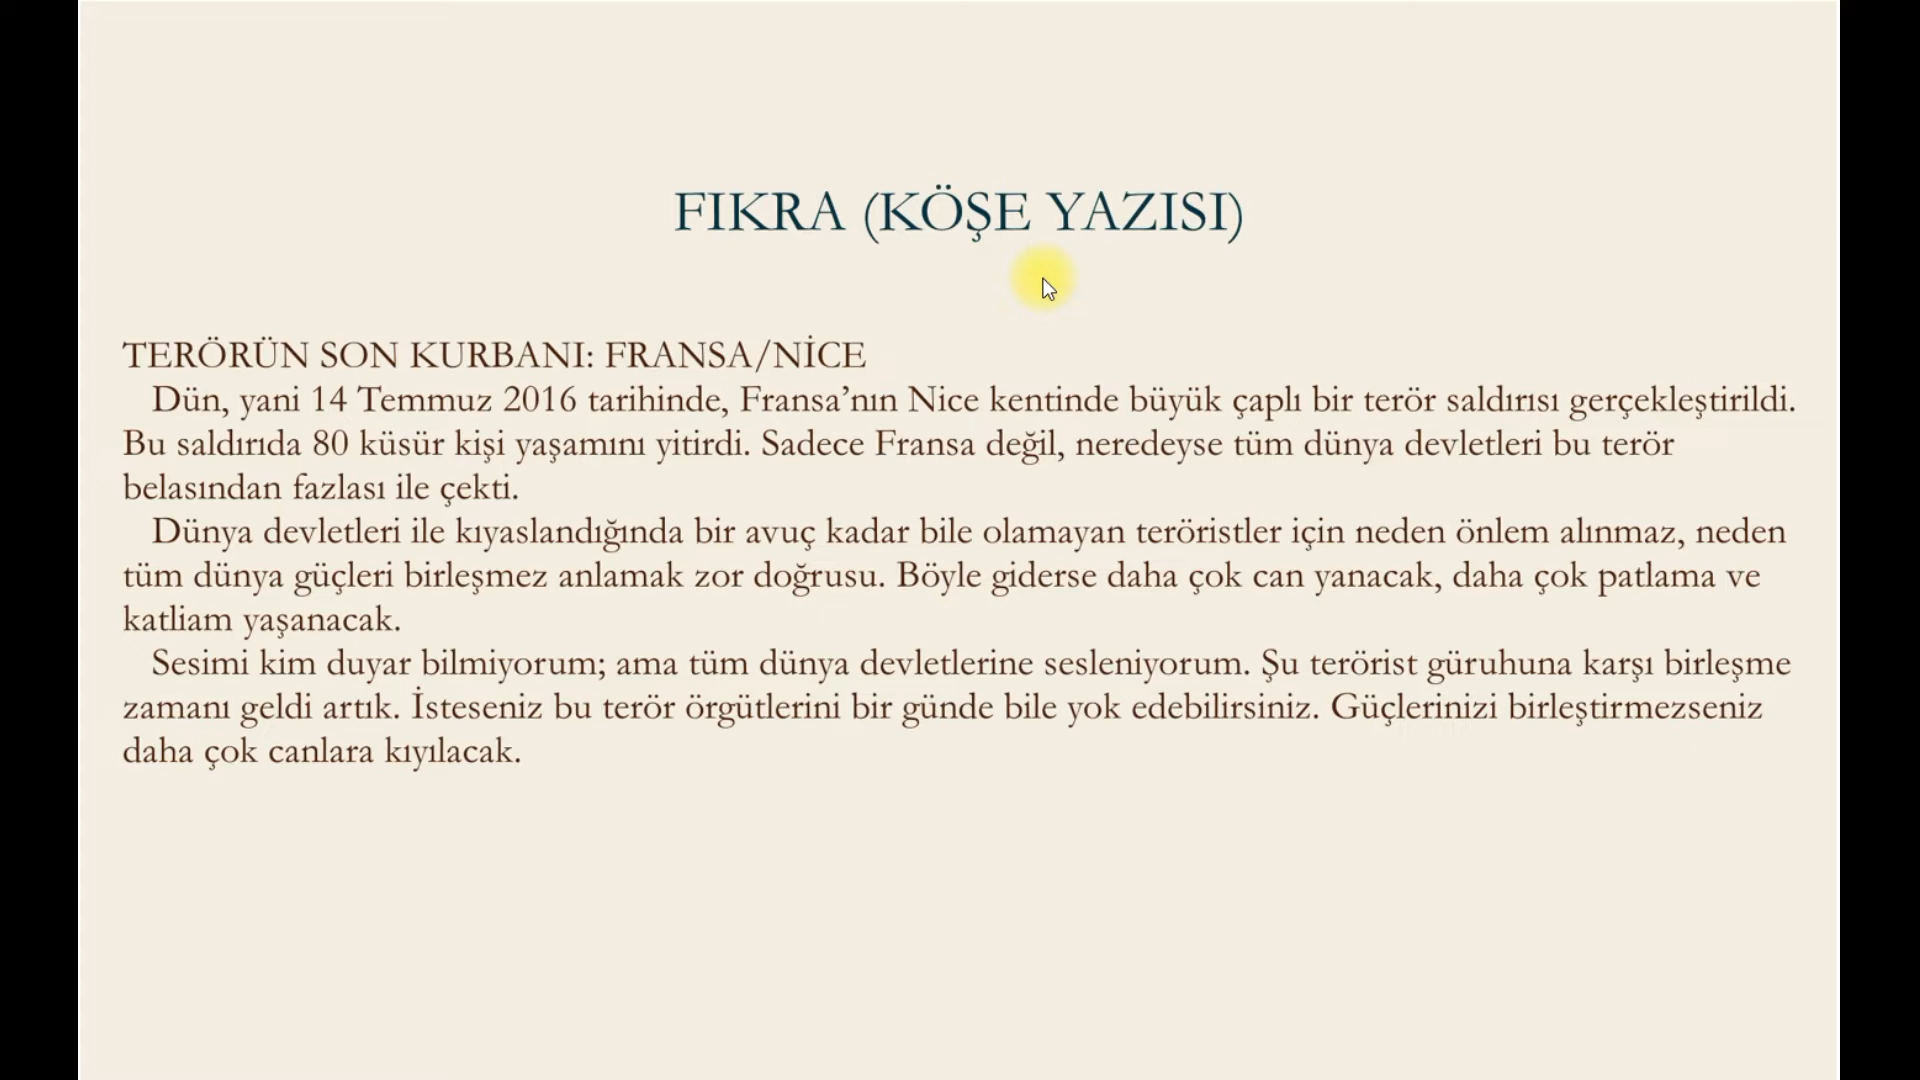 FIKRA (KÖŞE YAZISI)
TERÖRÜN SON KURBANI: FRANSA/NİCE
Dün, yani 14 Temmuz 2016 tarihinde, Fransa’nın Nice kentinde büyük çaplı bir terör saldırısı gerçekleştirildi.
Bu saldırıda 80 küsür kişi yaşamını yitirdi. Sadece Fransa değil, neredeyse tüm dünya devletleri bu terör
belasından fazlası ile çekti.
Dünya devletleri ile kıyaslandığında bir avuç kadar bile olamayan teröristler için neden önlem alınmaz, neden
tüm dünya güçleri birleşmez anlamak zor doğrusu. Böyle giderse daha çok can yanacak, daha çok patlama ve
katliam yaşanacak.
Sesimi kim duyar bilmiyorum; ama tüm dünya devletlerine sesleniyorum. Şu terörist güruhuna karşı birleşme
zamanı geldi artık. İsteseniz bu terör örgütlerini bir günde bile yok edebilirsiniz. Güçlerinizi birleştirmezseniz
daha çok canlara kıyılacak.